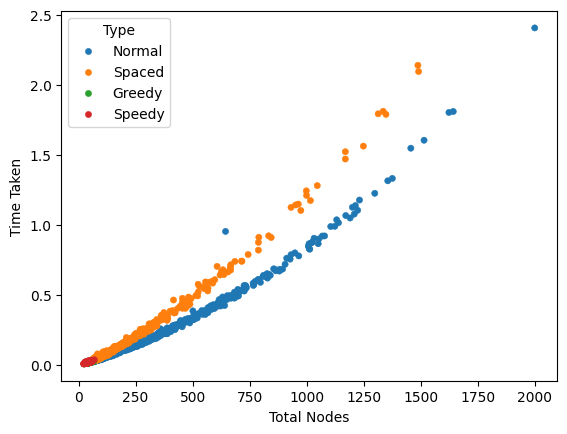 2.5
2.0
1.5
1.0
0.5
0.0
Time Taken
Type
Normal
Spaced
Greedy
Speedy
0 250 500 750 1000 1250 1500 1750 2000
Total Nodes